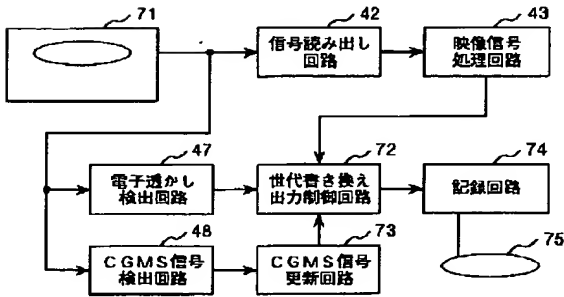 71
42
信号読み出し
回路
43
映像信号
処理回路
47
電子透かし
検出回路
72
世代書き換え
出力制御回路
74
記録回路
48
CGMS信号
検出回路
73
CGMS信号
更新回路
75